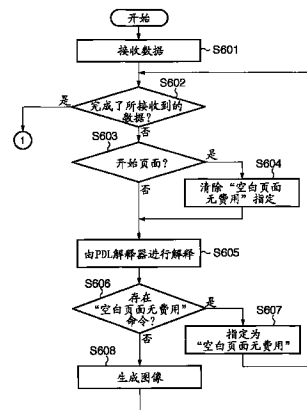 开始
接收数据
S601
S602
完成了所接收到的
数据?
是
否
1
S603
开始页面?
是
否
S604
清除“空白页面
无费用”指定
由PDL解释器进行解释
S605
S606
存在
“空白页面无费用”
命令?
是
否
S607
指定为
“空白页面无费用”
S608
生成图像